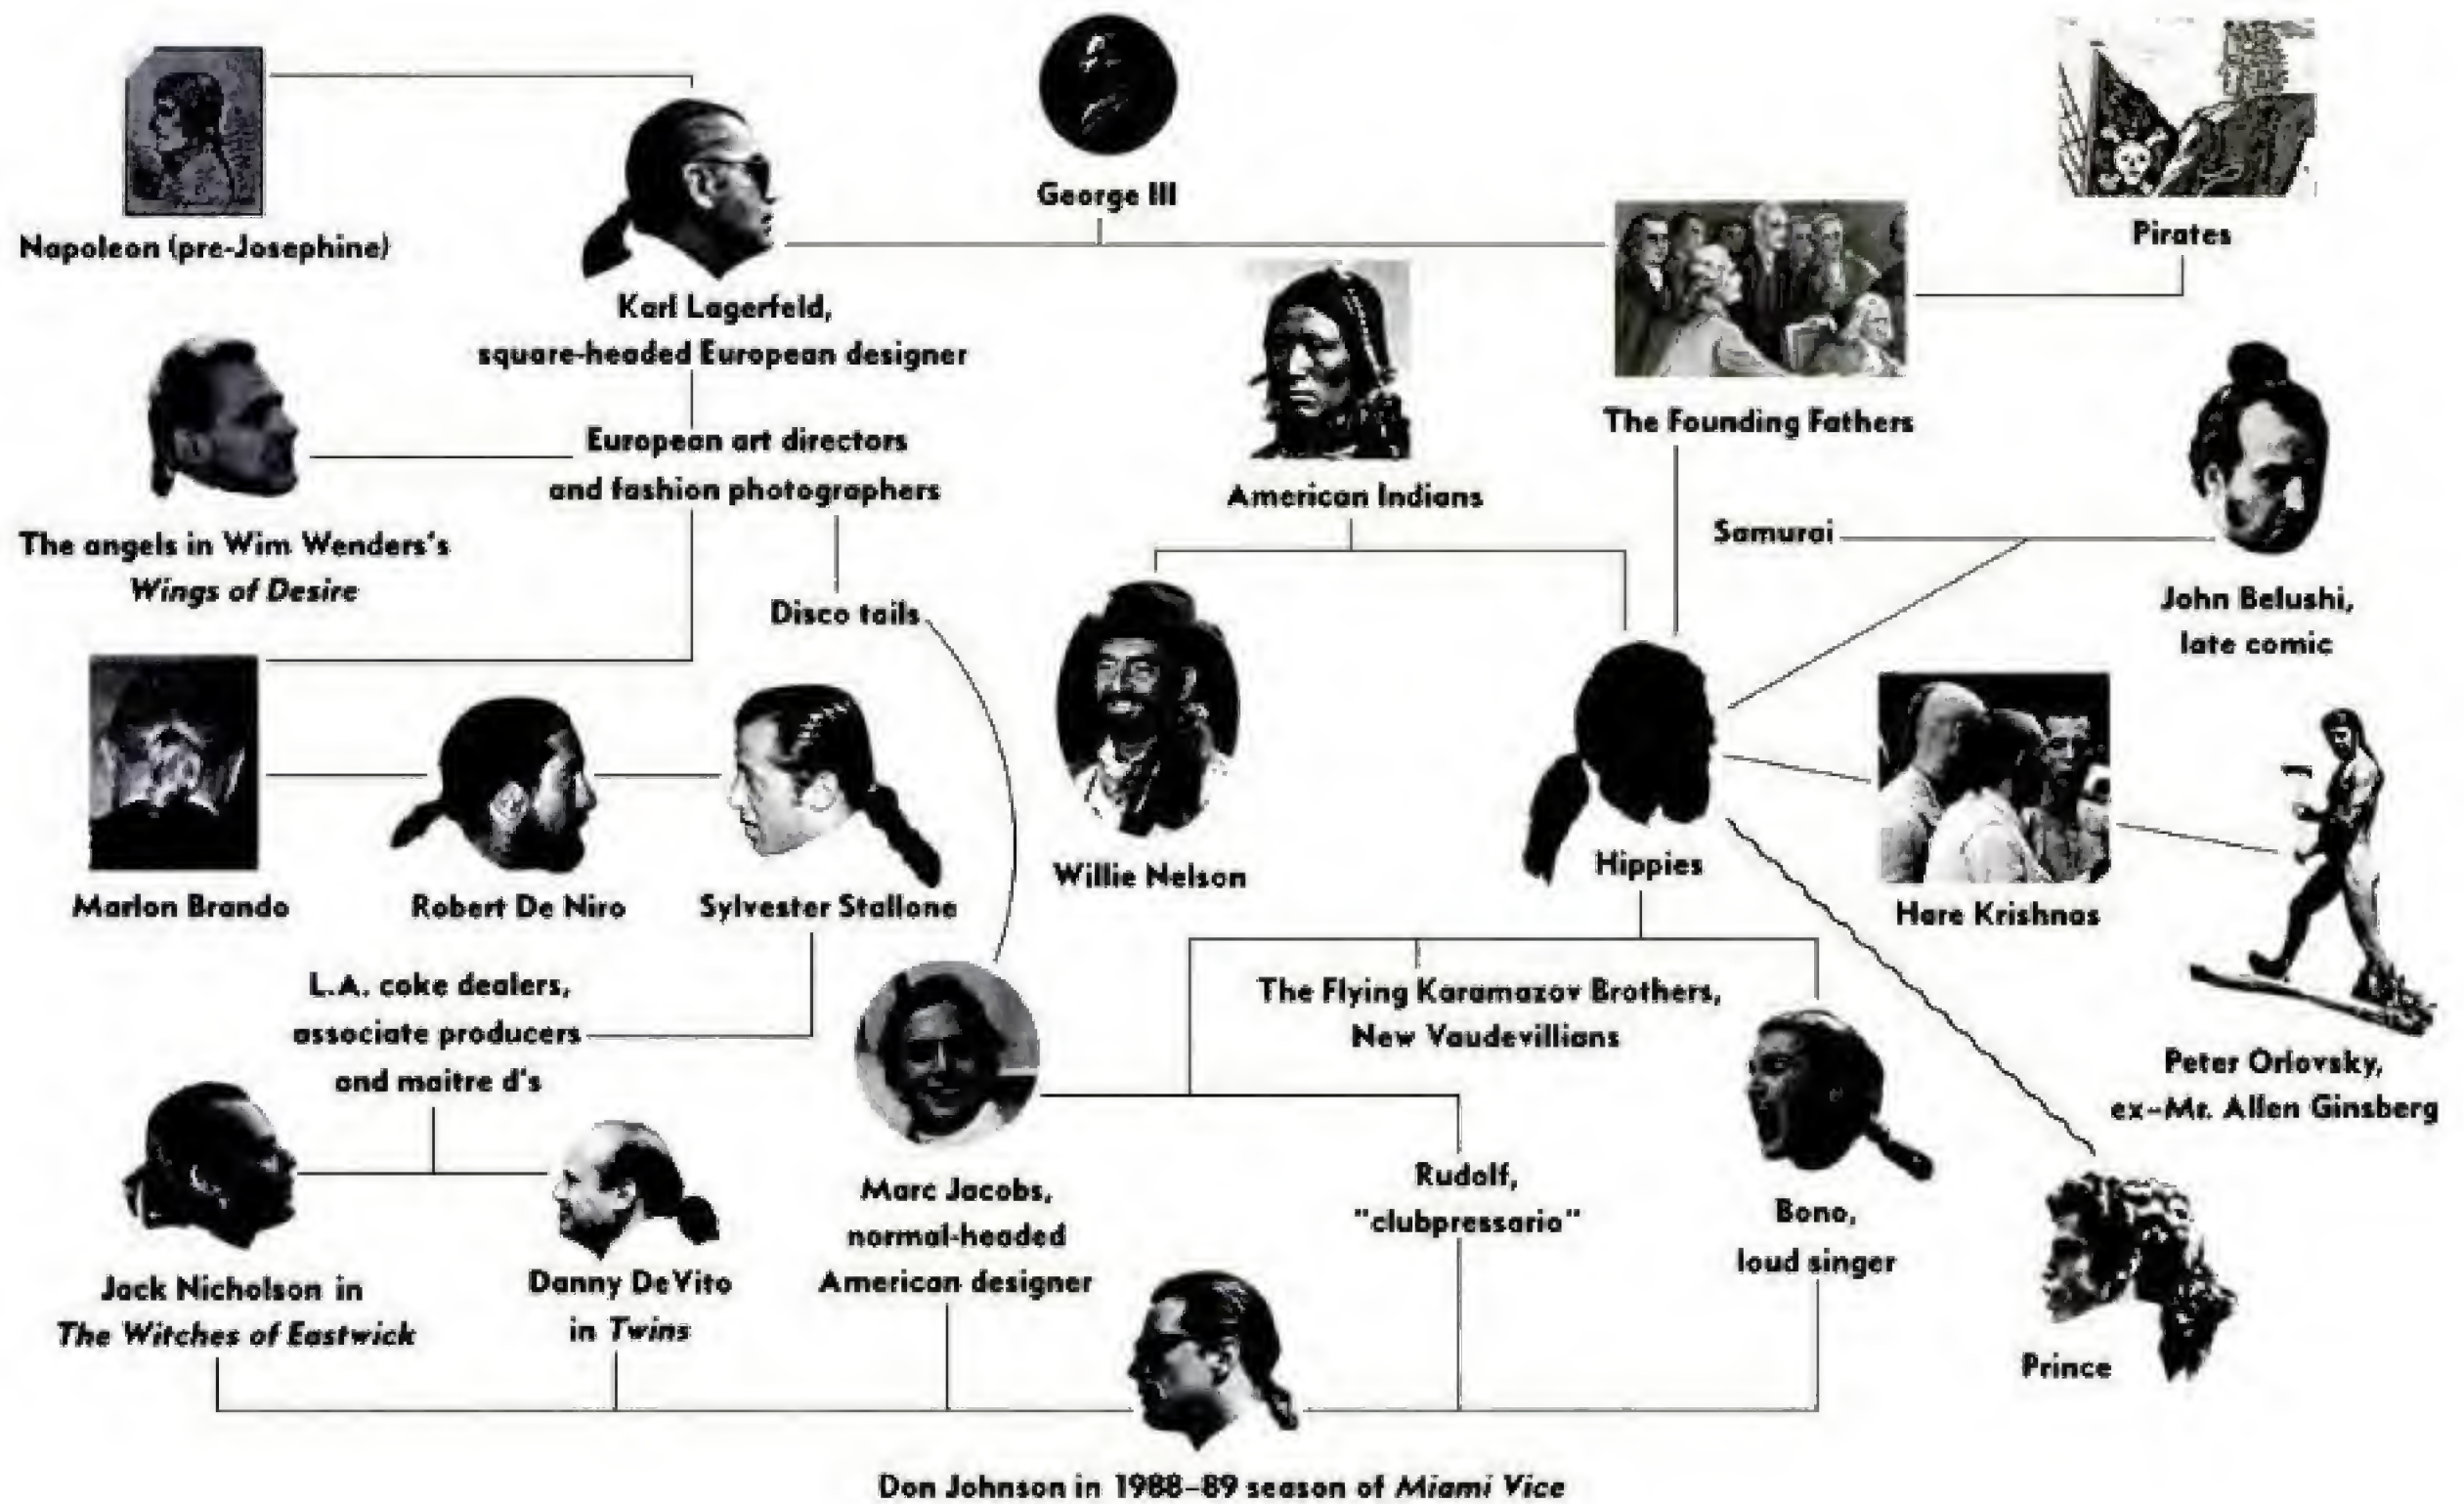 George III
Pirates
Napoleon (pre-Josephine)
Karl Lagerfeld,
square-headed European designer
The Founding Fathers
European art directors
and fashion photographers
American Indians
The angels in Wim Wenders's
Wings of Desire
Samurai
John Belushi,
late comic
Disco tails
Marlon Brando
Robert De Niro
Sylvester Stallone
Willie Nelson
Hippies
Hare Krishnas
L.A. coke dealers,
associate producers
and maitre d's
The Flying Karamazov Brothers,
New Vaudevillians
Peter Orlovsky,
ex-Mr. Allen Ginsberg
Jack Nicholson in
The Witches of Eastwick
Danny DeVito
in Twins
Marc Jacobs,
normal-headed
American designer
Rudolf,
"clubpressario"
Bono,
loud singer
Prince
Don Johnson in 1988–89 season of Miami Vice